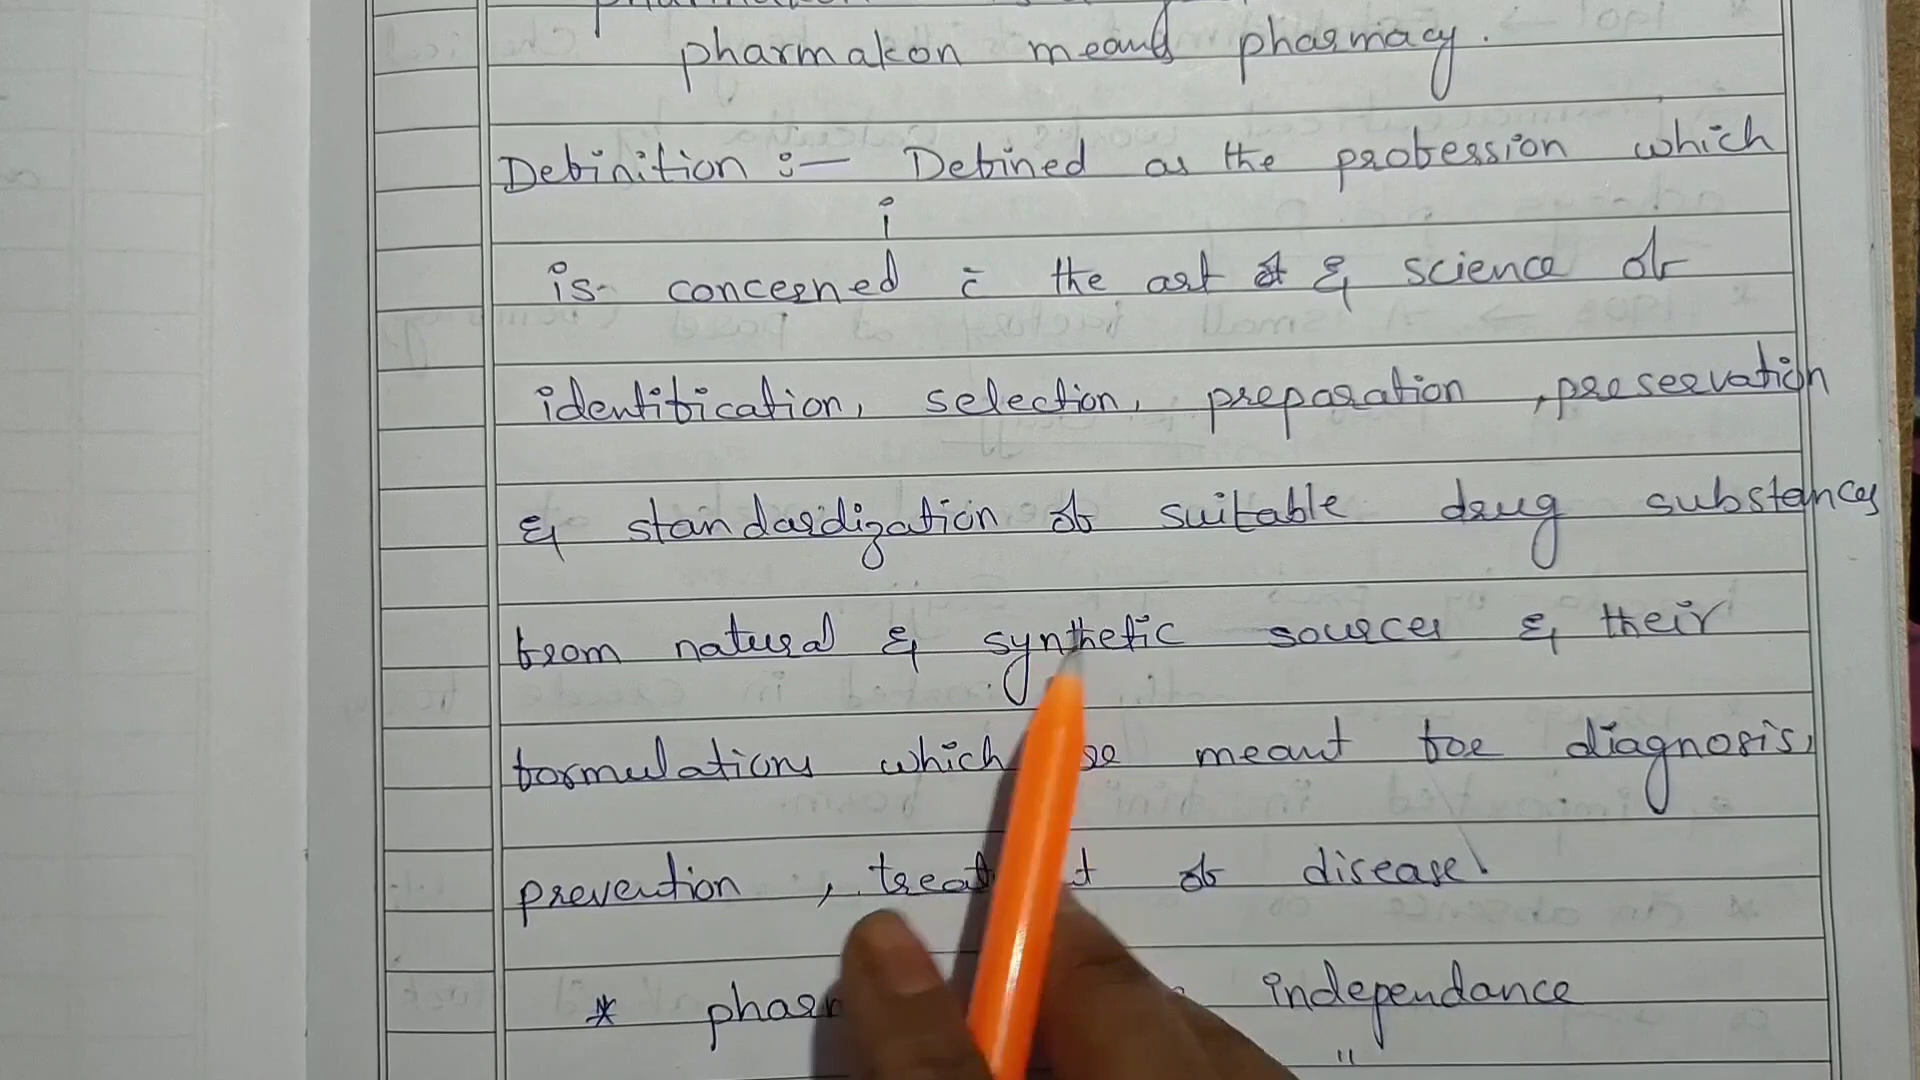 pharmakon means pharmacy.
Definition :— Defined as the profession which
is concerned c̄ the art & science of
identification, selection, preparation, preservation
& standardization of suitable drug substances
from natural & synthetic sources & their
formulations which meant for diagnosis,
prevention, of disease.
* independance
"